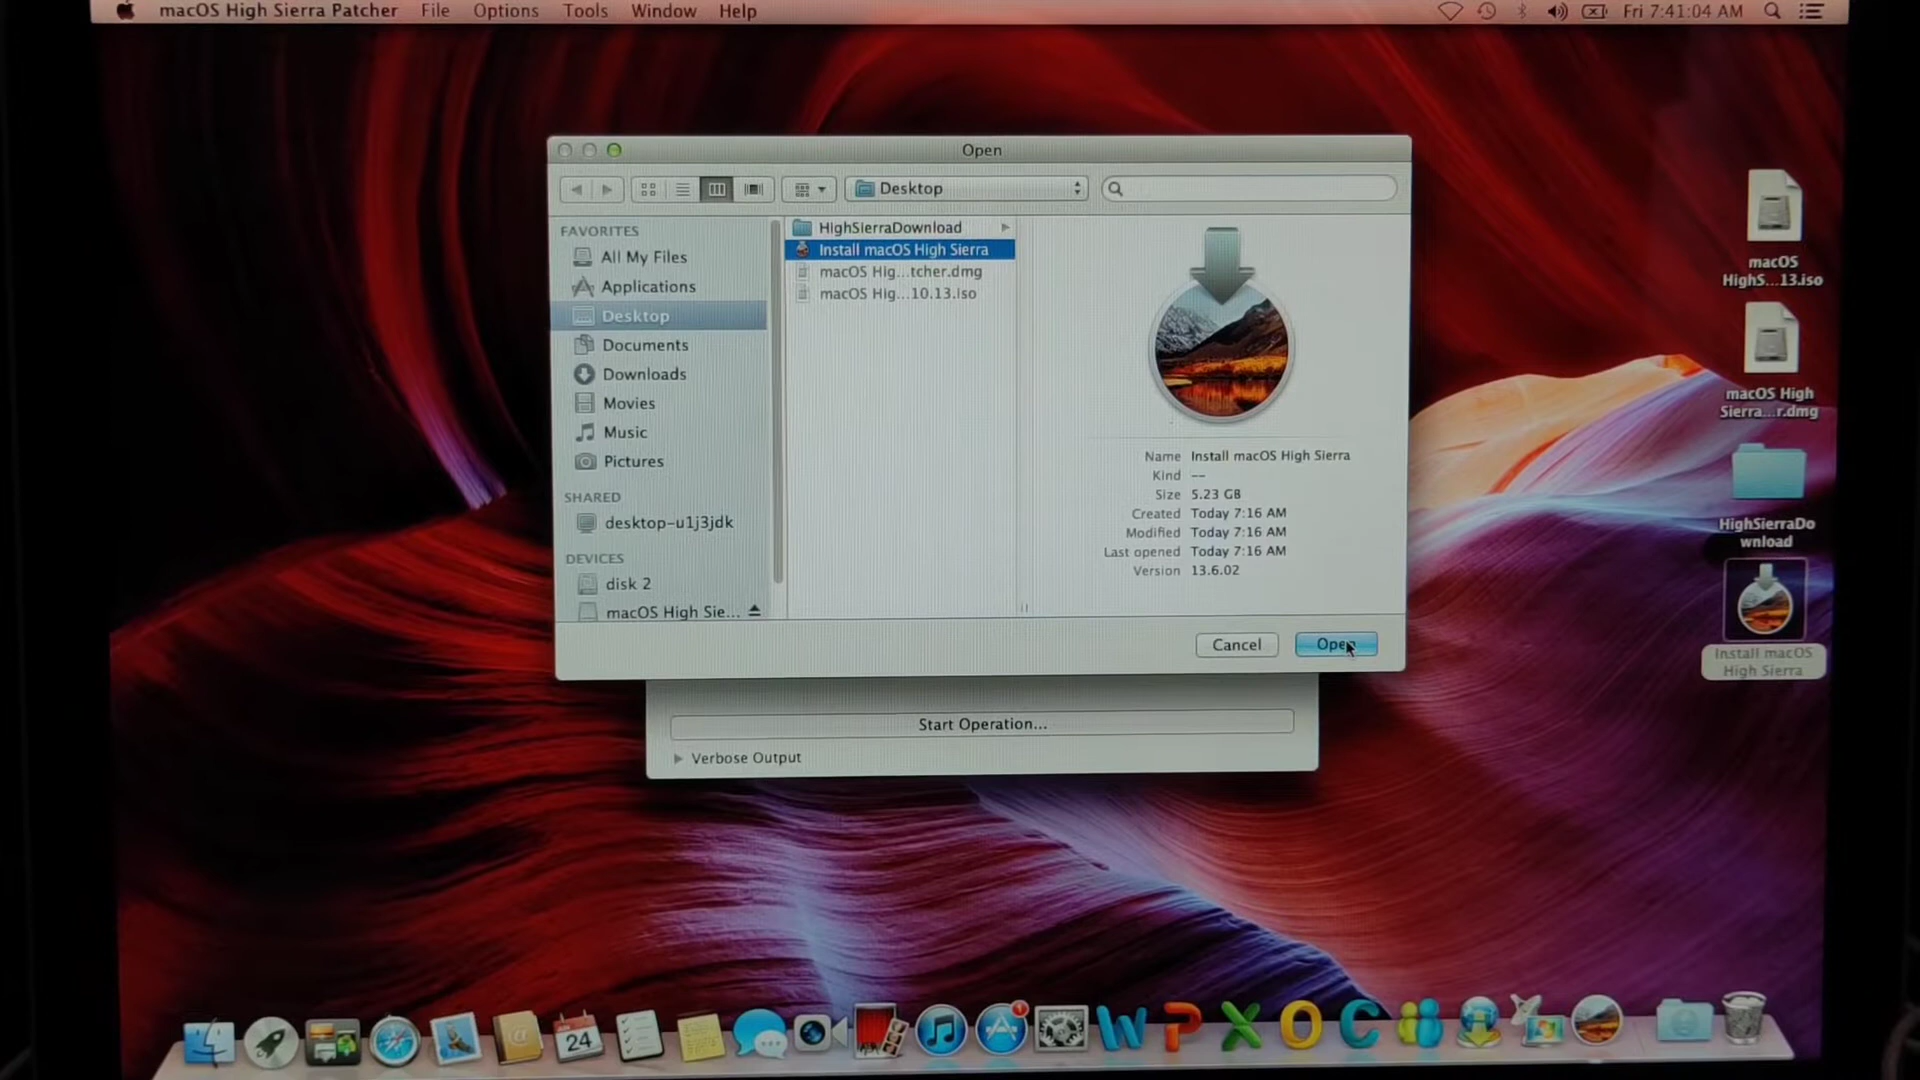 macOS High Sierra Patcher File Options Tools Window Help Fri 7:41:04 AM
Open
Desktop
FAVORITES
All My Files
Applications
Desktop
Documents
Downloads
Movies
Music
Pictures
SHARED
desktop-u1j3jdk
DEVICES
disk 2
macOS High Sie...
HighSierraDownload
Install macOS High Sierra
macOS Hig...tcher.dmg
macOS Hig...10.13.iso
Name Install macOS High Sierra
Kind --
Size 5.23 GB
Created Today 7:16 AM
Modified Today 7:16 AM
Last opened Today 7:16 AM
Version 13.6.02
Cancel Open
Start Operation...
Verbose Output
macOS
HighS...13.iso
macOS High
Sierra...r.dmg
HighSierraDo
wnload
Install macOS
High Sierra
24
W P X O C